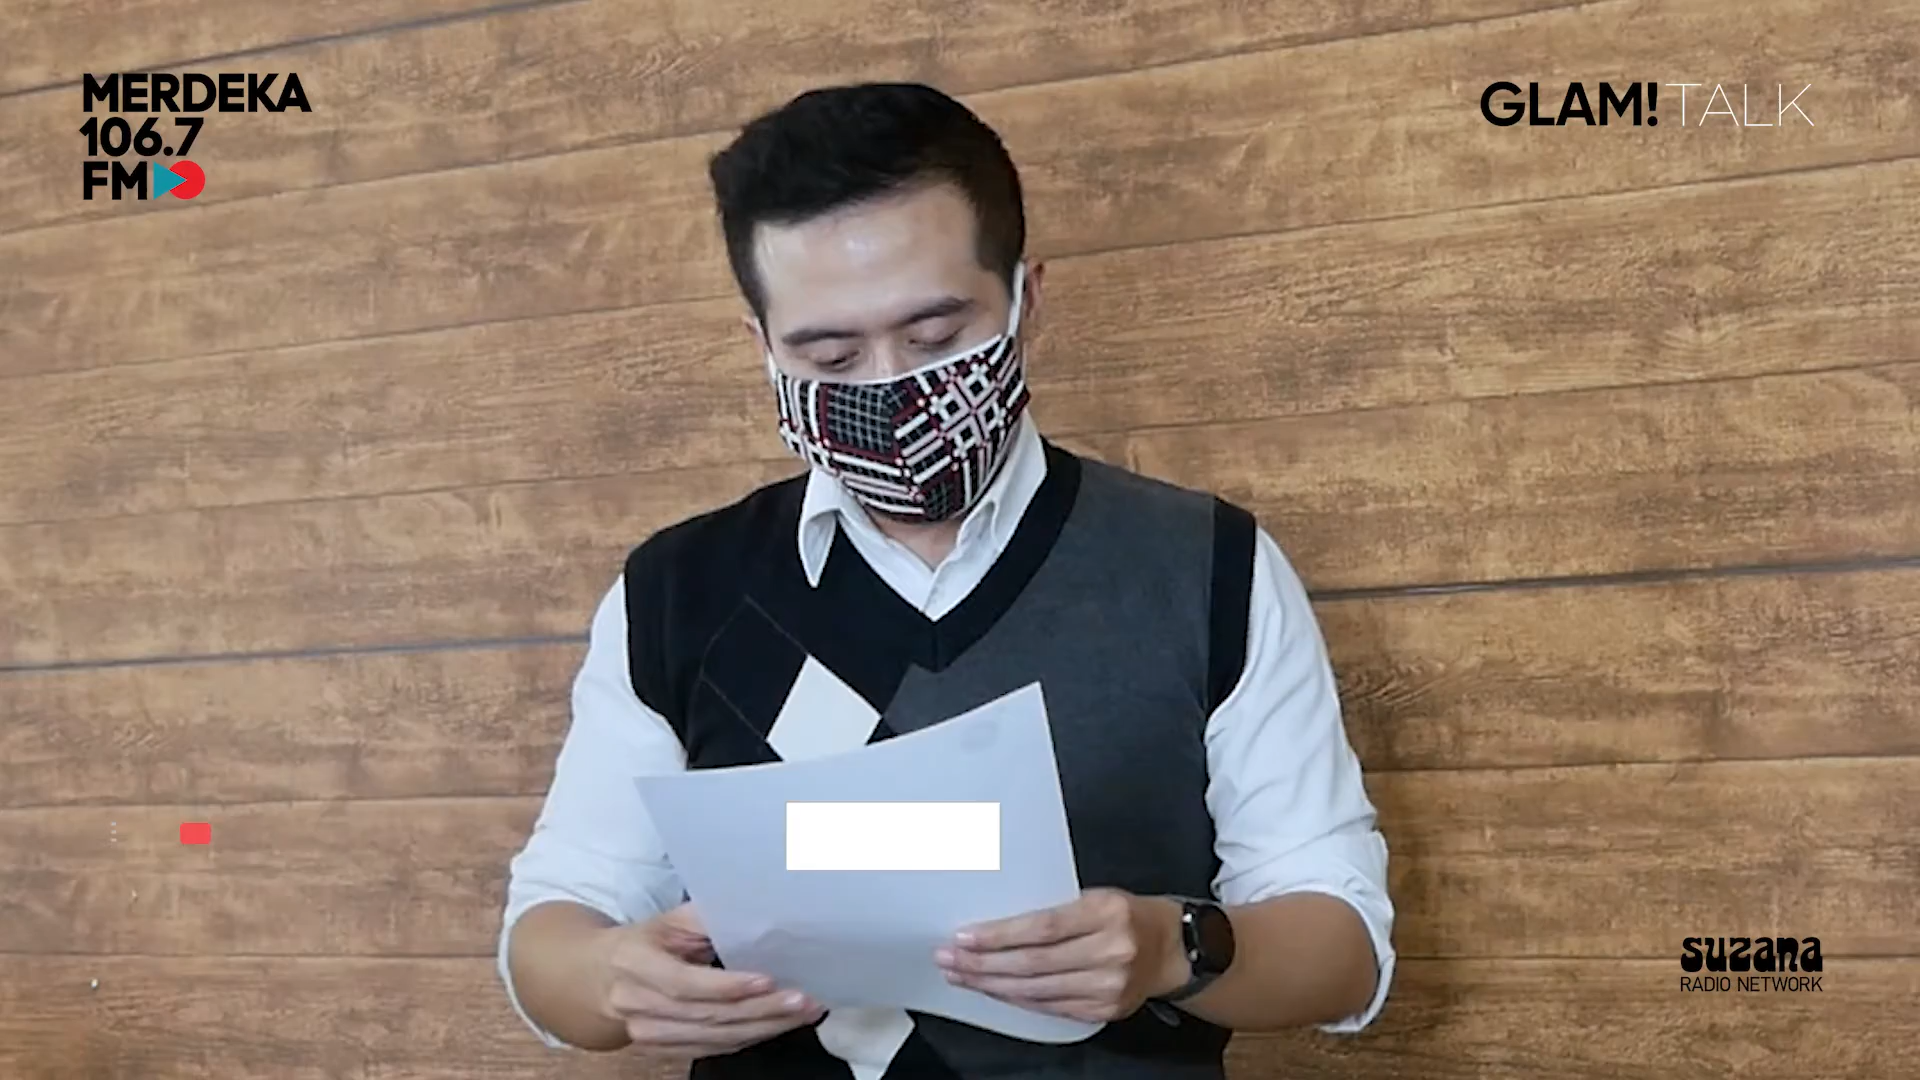 MERDEKA
106.7
FM
GLAM! TALK
suzana
RADIO NETWORK